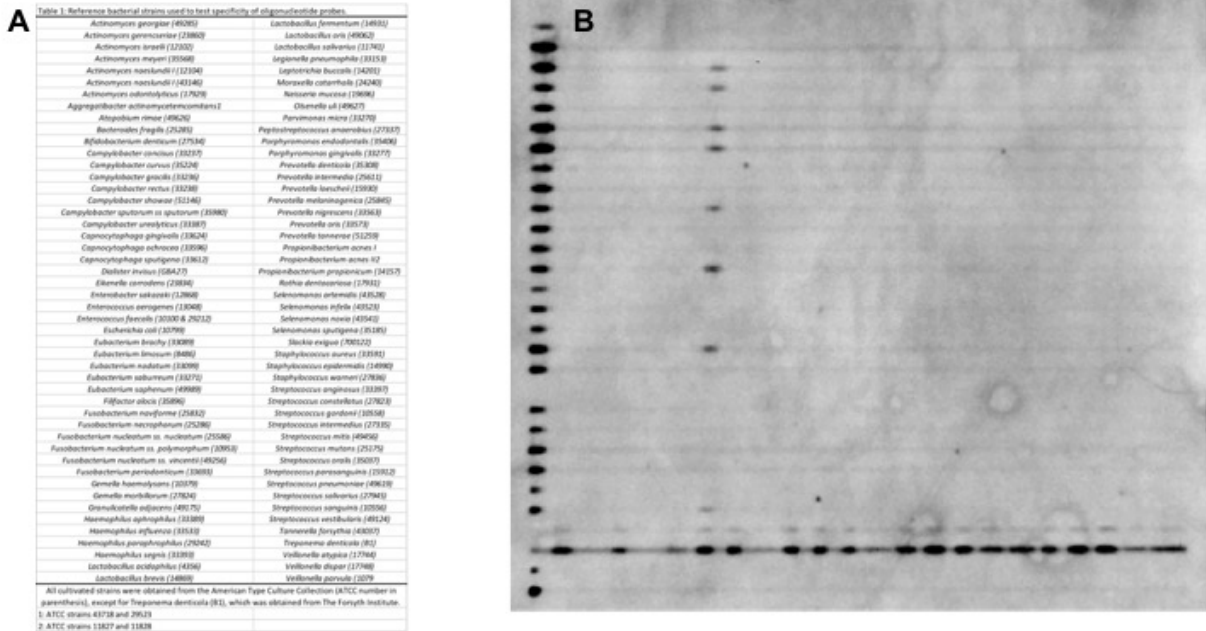 A
B
Table 1: Reference bacterial strains used to test specificity of oligonucleotide probes.
Actinomyces georgiae (49285) Lactobacillus fermentum (14931)
Actinomyces gerencseriae (23860) Lactobacillus oris (49062)
Actinomyces israelii (12102) Lactobacillus salivarius (11741)
Actinomyces meyeri (35568) Legionella pneumophila (33153)
Actinomyces naeslundii I (12104) Leptotrichia buccalis (14201)
Actinomyces naeslundii I (43146) Moraxella catarrhalis (24240)
Actinomyces odontolyticus (17929) Neisseria mucosa (19696)
Aggregatibacter actinomycetemcomitans1 Olsenella uli (49627)
Atopobium rimae (49626) Parvimonas micra (33270)
Bacteroides fragilis (25285) Peptostreptococcus anaerobius (27337)
Bifidobacterium denticum (27534) Porphyromonas endodontalis (35406)
Campylobacter concisus (33237) Porphyromonas gingivalis (33277)
Campylobacter curvus (35224) Prevotella denticola (35308)
Campylobacter gracilis (33236) Prevotella intermedia (25611)
Campylobacter rectus (33238) Prevotella loescheii (15930)
Campylobacter showae (51146) Prevotella melaninogenica (25845)
Campylobacter sputorum ss sputorum (35980) Prevotella nigrescens (33563)
Campylobacter ureolyticus (33387) Prevotella oris (33573)
Capnocytophaga gingivalis (33624) Prevotella tannerae (51259)
Capnocytophaga ochracea (33596) Propionibacterium acnes I
Capnocytophaga sputigena (33612) Propionibacterium acnes II2
Dialister invisus (GBA27) Propionibacterium propionicum (14157)
Eikenella corrodens (23834) Rothia dentocariosa (17931)
Enterobacter sakazaki (12868) Selenomonas artemidis (43528)
Enterococcus aerogenes (13048) Selenomonas infelix (43523)
Enterococcus faecalis (10100 & 29212) Selenomonas noxia (43541)
Escherichia coli (10799) Selenomonas sputigena (35185)
Eubacterium brachy (33089) Slackia exigua (700122)
Eubacterium limosum (8486) Staphylococcus aureus (33591)
Eubacterium nodatum (33099) Staphylococcus epidermidis (14990)
Eubacterium saburreum (33271) Staphylococcus warneri (27836)
Eubacterium saphenum (49989) Streptococcus anginosus (33397)
Filifactor alocis (35896) Streptococcus constellatus (27823)
Fusobacterium naviforme (25832) Streptococcus gordonii (10558)
Fusobacterium necrophorum (25286) Streptococcus intermedius (27335)
Fusobacterium nucleatum ss. nucleatum (25586) Streptococcus mitis (49456)
Fusobacterium nucleatum ss. polymorphum (10953) Streptococcus mutans (25175)
Fusobacterium nucleatum ss. vincentii (49256) Streptococcus oralis (35037)
Fusobacterium periodonticum (33693) Streptococcus parasanguinis (15912)
Gemella haemolysans (10379) Streptococcus pneumoniae (49619)
Gemella morbillorum (27824) Streptococcus salivarius (27945)
Granulicatella adjacens (49175) Streptococcus sanguinis (10556)
Haemophilus aphrophilus (33389) Streptococcus vestibularis (49124)
Haemophilus influenza (33533) Tannerella forsythia (43037)
Haemophilus paraphrophilus (29242) Treponema denticola (B1)
Haemophilus segnis (33393) Veillonella atypica (17744)
Lactobacillus acidophilus (4356) Veillonella dispar (17748)
Lactobacillus brevis (14869) Veillonella parvula (1079
All cultivated strains were obtained from the American Type Culture Collection (ATCC number in
parenthesis), except for Treponema denticola (B1), which was obtained from The Forsyth Institute.
1: ATCC strains 43718 and 29523
2: ATCC strains 11827 and 11828